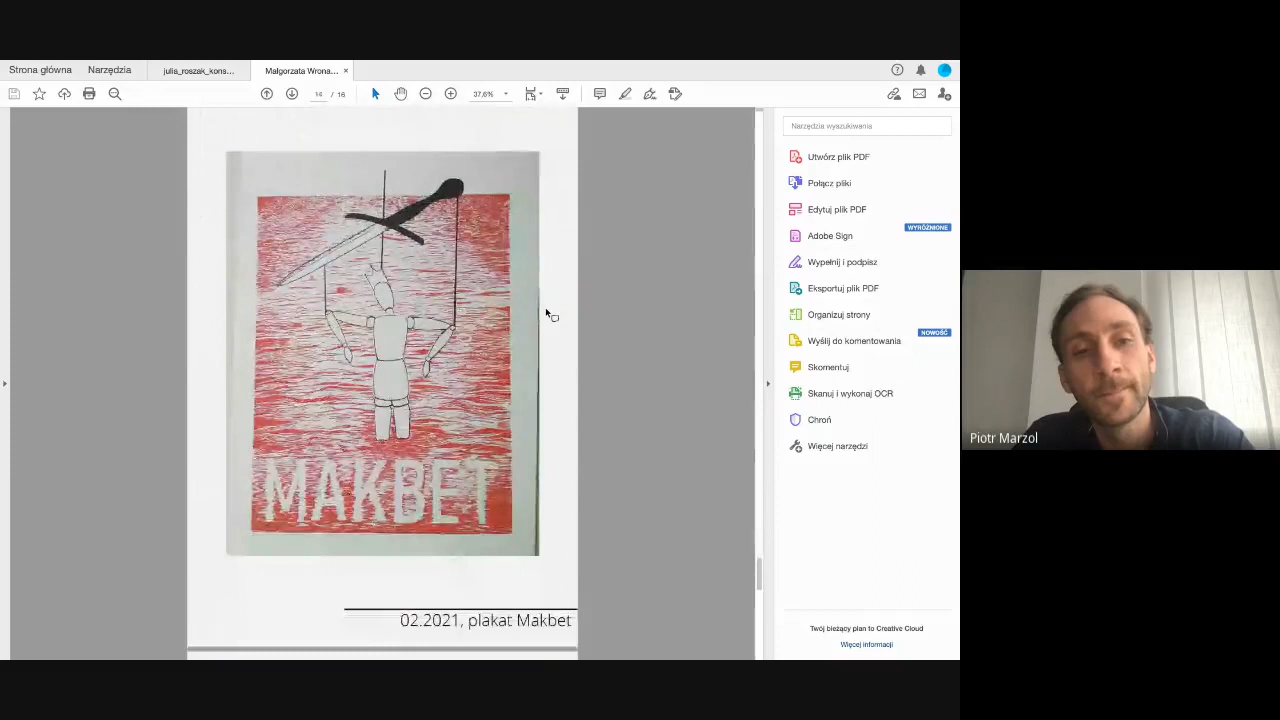 Strona główna
Narzędzia
julia_roszak_kons...
Małgorzata Wrona...
14 / 16
37,6%
Narzędzia wyszukiwania
Utwórz plik PDF
Połącz pliki
Edytuj plik PDF
WYRÓŻNIONE
Adobe Sign
Wypełnij i podpisz
Eksportuj plik PDF
Organizuj strony
NOWOŚĆ
Wyślij do komentowania
Skomentuj
Skanuj i wykonaj OCR
Chroń
Więcej narzędzi
MAKBET
02.2021, plakat Makbet
Twój bieżący plan to Creative Cloud
Więcej informacji
Piotr Marzol